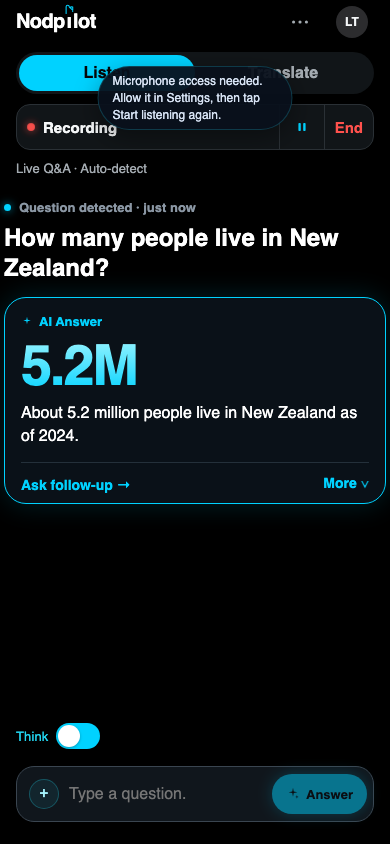 Nodpilot
LT
Microphone access needed.
Allow it in Settings, then tap
Start listening again.
Recording
End
Live Q&A · Auto-detect
Question detected · just now
How many people live in New
Zealand?
AI Answer
5.2M
About 5.2 million people live in New Zealand as
of 2024.
Ask follow-up →
More
Think
Type a question.
Answer